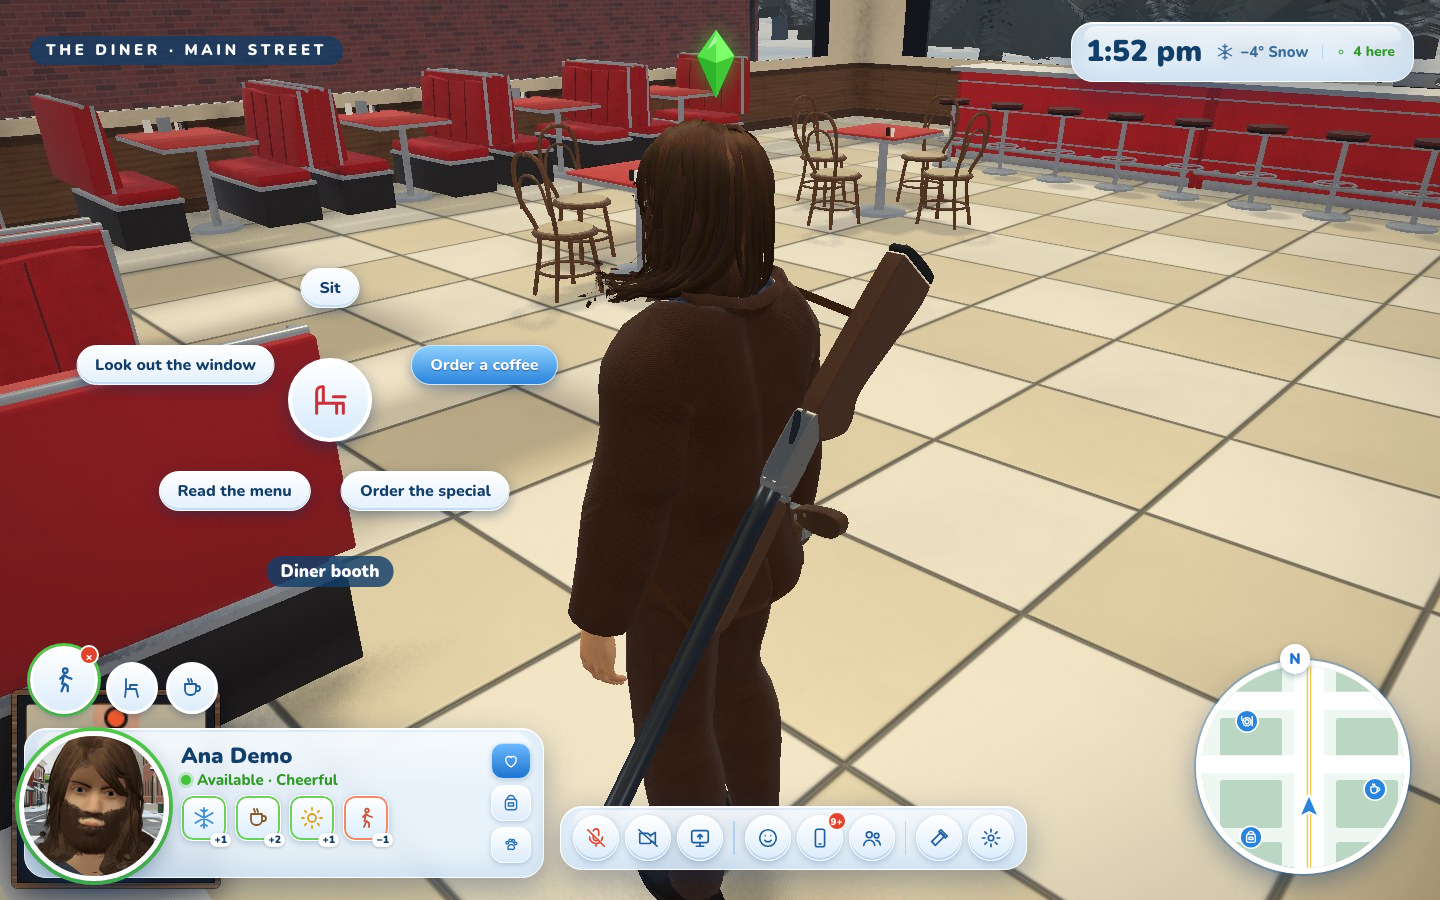 THE DINER · MAIN STREET
1:52 pm
−4° Snow
4 here
Sit
Look out the window
Order a coffee
Read the menu
Order the special
Diner booth
Ana Demo
Available · Cheerful
+1
+2
+1
−1
9+
N